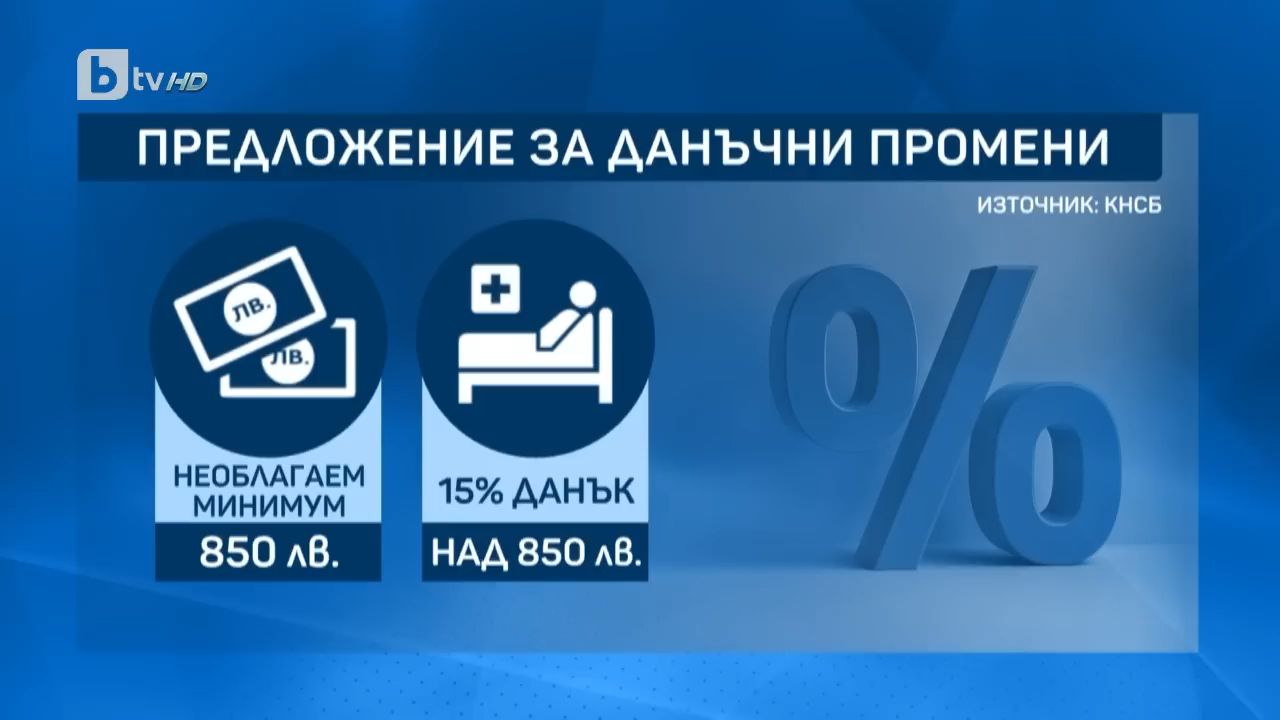 btv HD
ПРЕДЛОЖЕНИЕ ЗА ДАНЪЧНИ ПРОМЕНИ
ИЗТОЧНИК: КНСБ
ЛВ.
ЛВ.
НЕОБЛАГАЕМ
МИНИМУМ
850 лв.
15% ДАНЪК
НАД 850 лв.
%